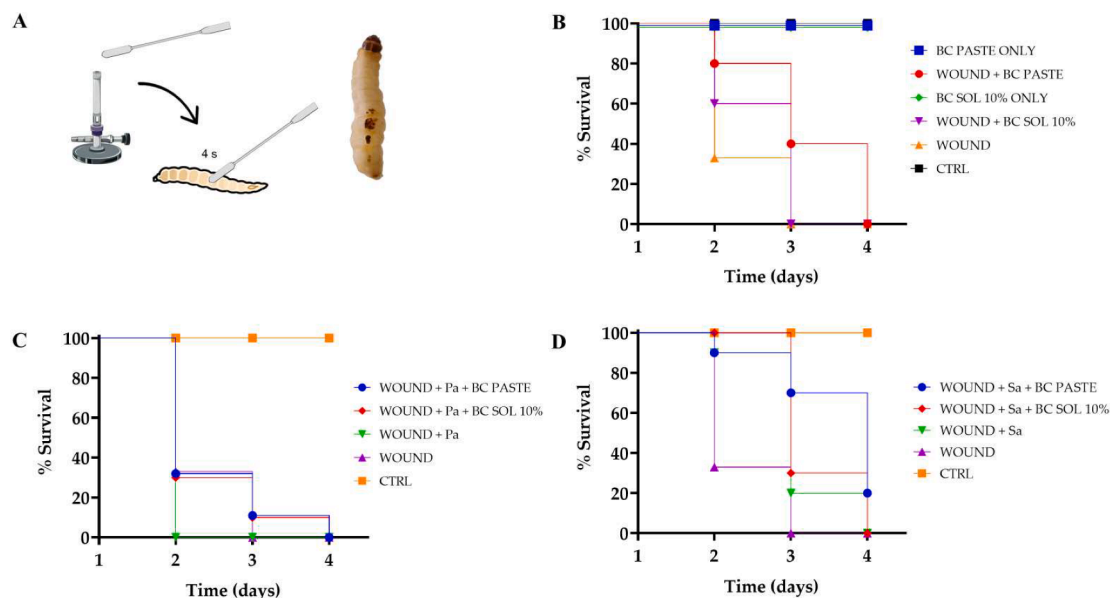 A
4 s
B
100
80
60
40
20
0
% Survival
1 2 3 4
Time (days)
BC PASTE ONLY
WOUND + BC PASTE
BC SOL 10% ONLY
WOUND + BC SOL 10%
WOUND
CTRL
C
100
80
60
40
20
0
% Survival
1 2 3 4
Time (days)
WOUND + Pa + BC PASTE
WOUND + Pa + BC SOL 10%
WOUND + Pa
WOUND
CTRL
D
100
80
60
40
20
0
% Survival
1 2 3 4
Time (days)
WOUND + Sa + BC PASTE
WOUND + Sa + BC SOL 10%
WOUND + Sa
WOUND
CTRL